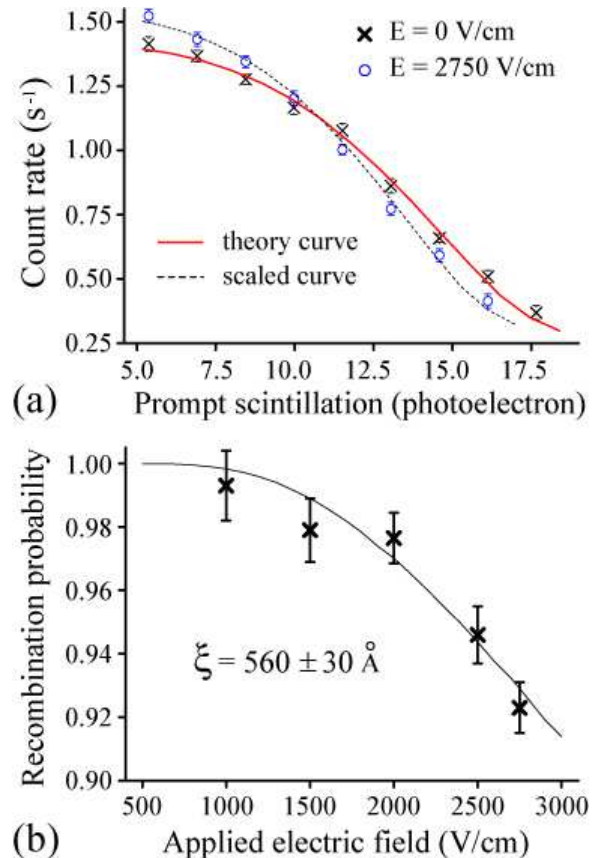 1.50
1.25
1.00
0.75
0.50
0.25
Count rate (s⁻¹)
E = 0 V/cm
E = 2750 V/cm
theory curve
scaled curve
5.0 7.5 10.0 12.5 15.0 17.5
(a) Prompt scintillation (photoelectron)
1.00
0.98
0.96
0.94
0.92
0.90
Recombination probability
ξ = 560 ± 30 Å
500 1000 1500 2000 2500 3000
(b) Applied electric field (V/cm)